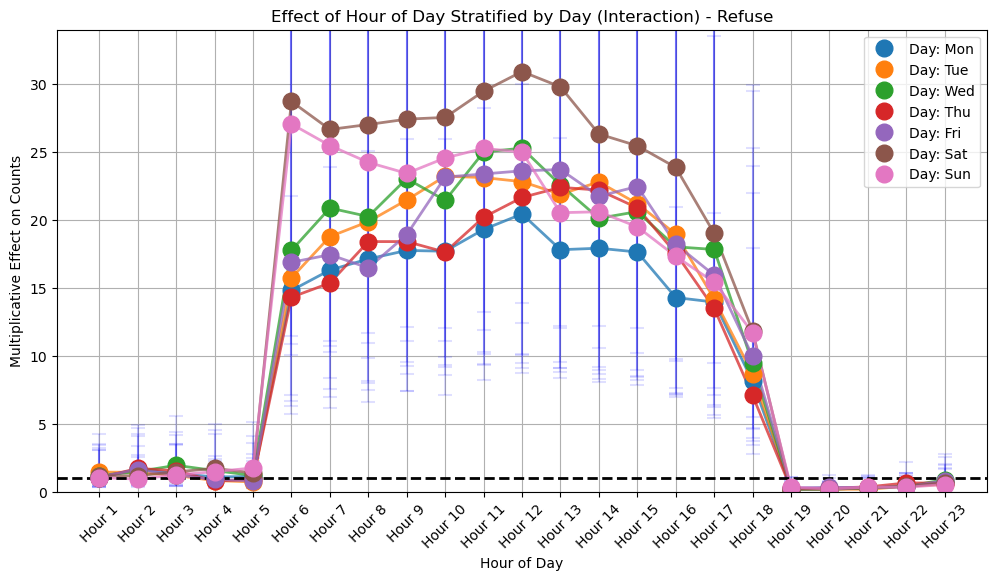 Effect of Hour of Day Stratified by Day (Interaction) - Refuse
Multiplicative Effect on Counts
30
25
20
15
10
5
0
Day: Mon
Day: Tue
Day: Wed
Day: Thu
Day: Fri
Day: Sat
Day: Sun
Hour 1
Hour 2
Hour 3
Hour 4
Hour 5
Hour 6
Hour 7
Hour 8
Hour 9
Hour 10
Hour 11
Hour 12
Hour 13
Hour 14
Hour 15
Hour 16
Hour 17
Hour 18
Hour 19
Hour 20
Hour 21
Hour 22
Hour 23
Hour of Day